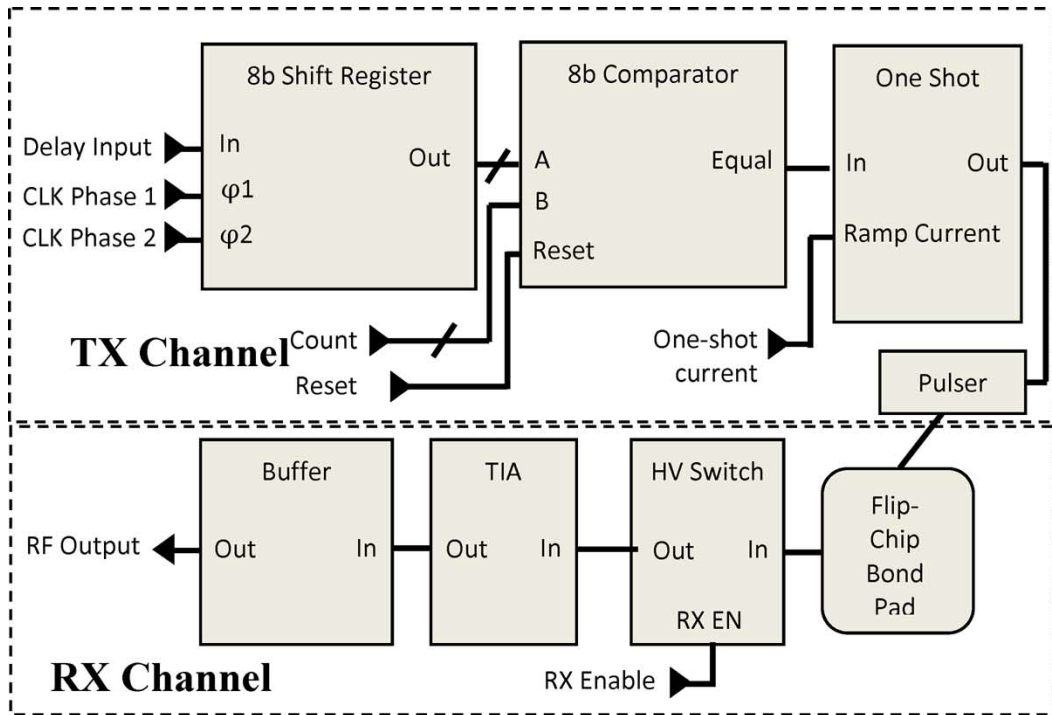 8b Shift Register
Delay Input
In
Out
CLK Phase 1
φ1
CLK Phase 2
φ2
8b Comparator
A
Equal
B
Reset
One Shot
In
Out
Ramp Current
TX Channel
Count
Reset
One-shot
current
Pulser
Buffer
RF Output
Out
In
TIA
Out
In
HV Switch
Out
In
RX EN
RX Enable
Flip-
Chip
Bond
Pad
RX Channel